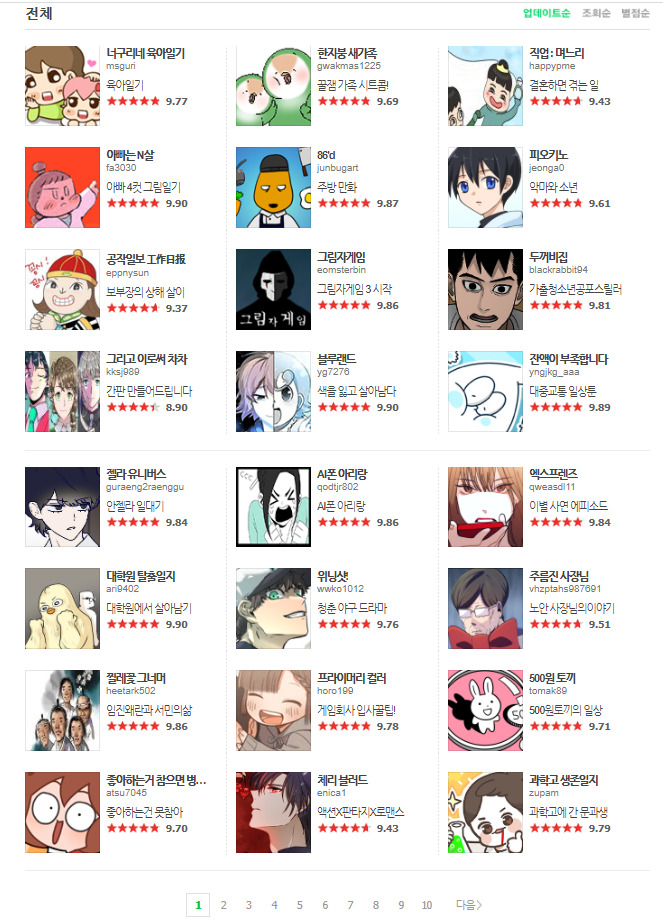 전체
업데이트순 조회순 별점순
너구리네 육아일기
msguri
육아일기
9.77
한지붕 새가족
gwakmas1225
꿀잼 가족 시트콤!
9.69
직업 : 며느리
happypme
결혼하면 겪는 일
9.43
아빠는 N살
fa3030
아빠 4컷 그림일기
9.90
86'd
junbugart
주방 만화
9.87
피오키노
jeonga0
악마와 소년
9.61
공작일보 工作日报
eppnysun
보부장의 상해 살이
9.37
그림자게임
eomsterbin
그림자게임 3 시작
9.86
그림자 게임
두꺼비집
blackrabbit94
가출청소년공포스릴러
9.81
그리고 이로써 차차
kksj989
간판 만들어드립니다
8.90
블루랜드
yg7276
색을 잃고 살아남다
9.90
잔액이 부족합니다
yngjkg_aaa
대중교통 일상툰
9.89
젤라 유니버스
guraeng2raenggu
안젤라 일대기
9.84
AI폰 아리랑
qodtjr802
AI폰 아리랑
9.86
엑스프렌즈
qweasdl11
이별 사연 에피소드
9.84
대학원 탈출일지
ari9402
대학원에서 살아남기
9.90
위닝샷!
wwko1012
청춘 야구 드라마
9.76
주름진 사장님
vhzptahs987691
노안 사장님의이야기
9.51
찔레꽃 그너머
heetark502
임진왜란과 서민의삶
9.86
프라이머리 컬러
horo199
게임회사 입사꿀팁!
9.78
500원 토끼
tomak89
500원토끼의 일상
9.71
좋아하는거 참으면 병...
atsu7045
좋아하는건 못참아
9.70
체리 블러드
enica1
액션X판타지X로맨스
9.43
과학고 생존일지
zupam
과학고에 간 문과생
9.79
1 2 3 4 5 6 7 8 9 10 다음 >